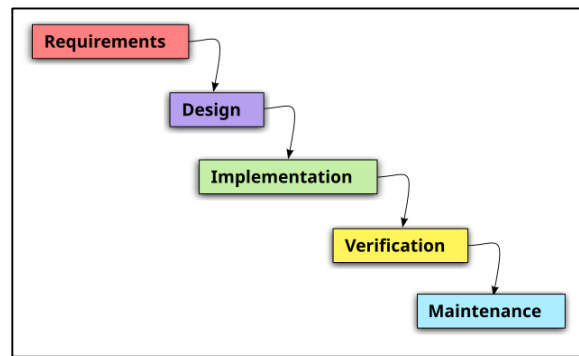 Requirements
Design
Implementation
Verification
Maintenance